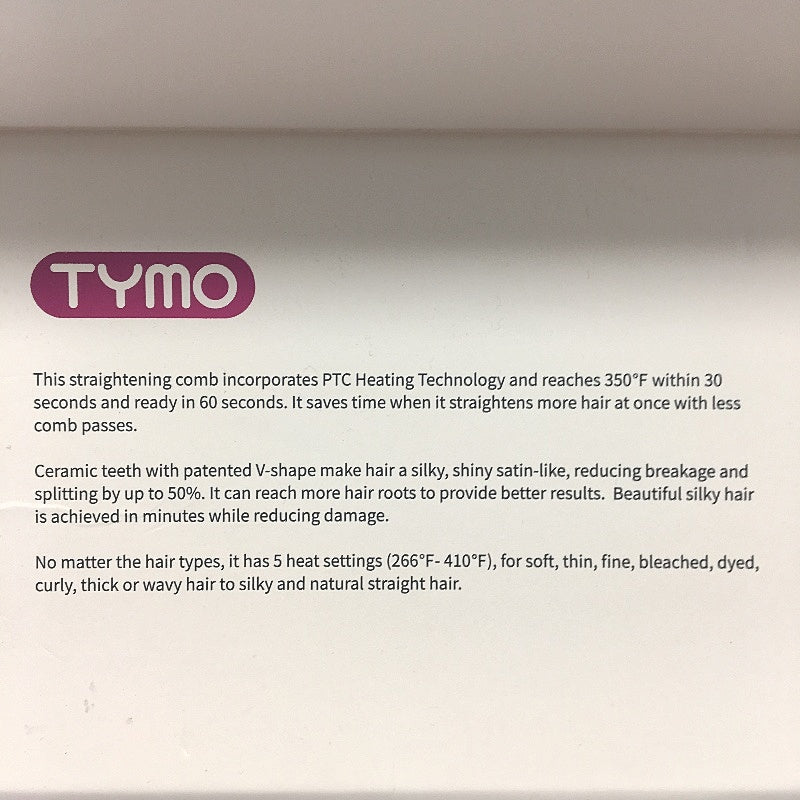 TYMO
This straightening comb incorporates PTC Heating Technology and reaches 350°F within 30
seconds and ready in 60 seconds. It saves time when it straightens more hair at once with less
comb passes.
Ceramic teeth with patented V-shape make hair a silky, shiny satin-like, reducing breakage and
splitting by up to 50%. It can reach more hair roots to provide better results.  Beautiful silky hair
is achieved in minutes while reducing damage.
No matter the hair types, it has 5 heat settings (266°F- 410°F), for soft, thin, fine, bleached, dyed,
curly, thick or wavy hair to silky and natural straight hair.